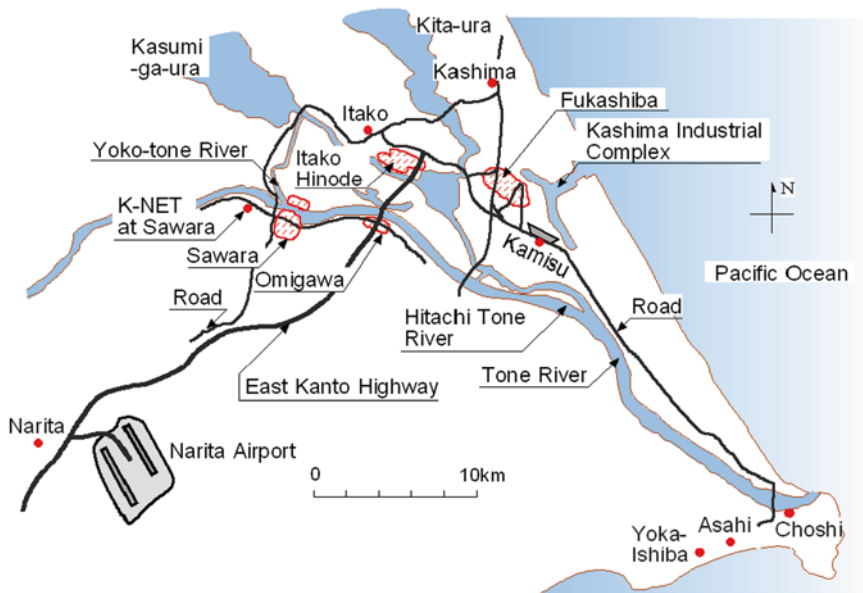 Kita-ura
Kasumi
-ga-ura
Kashima
Fukashiba
Itako
Kashima Industrial
Complex
Yoko-tone River
Itako
Hinode
N
K-NET
at Sawara
Kamisu
Sawara
Omigawa
Pacific Ocean
Road
Hitachi Tone
River
Road
East Kanto Highway
Tone River
Narita
Narita Airport
0
10km
Yoka-
Ishiba
Asahi
Choshi